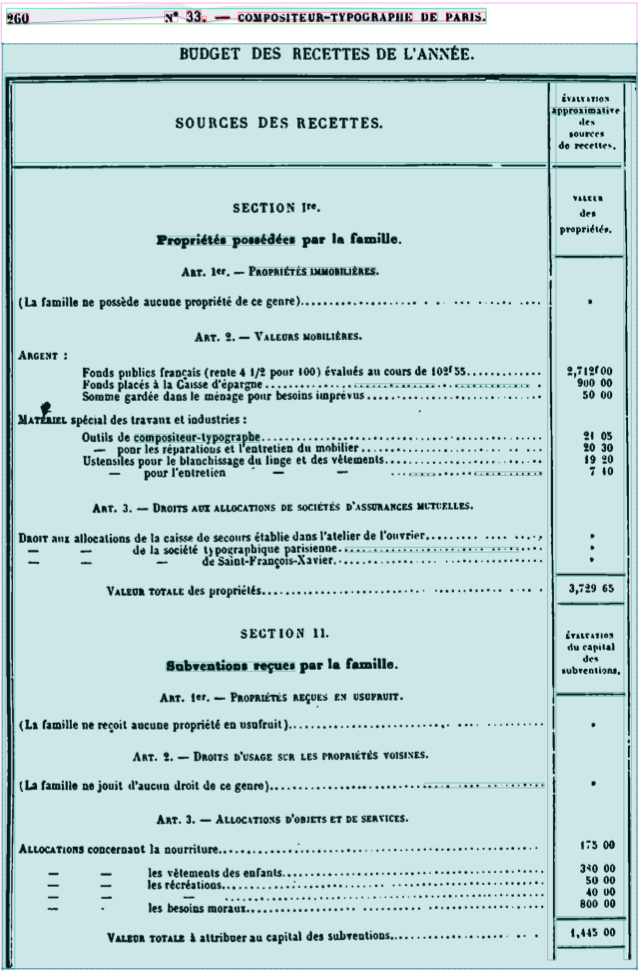 260 N° 33. — COMPOSITEUR-TYPOGRAPHE DE PARIS.
BUDGET DES RECETTES DE L'ANNÉE.
SOURCES DES RECETTES.
ÉVALUATION
approximative
des
sources
de recettes.
SECTION Ire.
VALEUR
des
propriétés.
Propriétés possédées par la famille.
ART. 1er. — PROPRIÉTÉS IMMOBILIÈRES.
(La famille ne possède aucune propriété de ce genre)........ »
ART. 2. — VALEURS MOBILIÈRES.
ARGENT :
Fonds publics français (rente 4 1/2 pour 100) évalués au cours de 102f 55............ 2,712f 00
Fonds placés à la Caisse d'épargne........ 900 00
Somme gardée dans le ménage pour besoins imprévus........ 50 00
MATÉRIEL spécial des travaux et industries :
Outils de compositeur-typographe........ 21 05
— pour les réparations et l'entretien du mobilier........ 20 30
Ustensiles pour le blanchissage du linge et des vêtements........ 19 20
— pour l'entretien — — ........ 7 10
ART. 3. — DROITS AUX ALLOCATIONS DE SOCIÉTÉS D'ASSURANCES MUTUELLES.
DROIT aux allocations de la caisse de secours établie dans l'atelier de l'ouvrier........ »
— — de la société typographique parisienne........ »
— — — de Saint-François-Xavier........ »
VALEUR TOTALE des propriétés........ 3,729 65
SECTION II.
ÉVALUATION
du capital
des
subventions.
Subventions reçues par la famille.
ART. 1er. — PROPRIÉTÉS REÇUES EN USUFRUIT.
(La famille ne reçoit aucune propriété en usufruit)........ »
ART. 2. — DROITS D'USAGE SUR LES PROPRIÉTÉS VOISINES.
(La famille ne jouit d'aucun droit de ce genre)........ »
ART. 3. — ALLOCATIONS D'OBJETS ET DE SERVICES.
ALLOCATIONS concernant la nourriture........ 175 00
— — les vêtements des enfants........ 380 00
— — les récréations........ 50 00
— — — ........ 40 00
— — les besoins moraux........ 800 00
VALEUR TOTALE à attribuer au capital des subventions........ 1,445 00